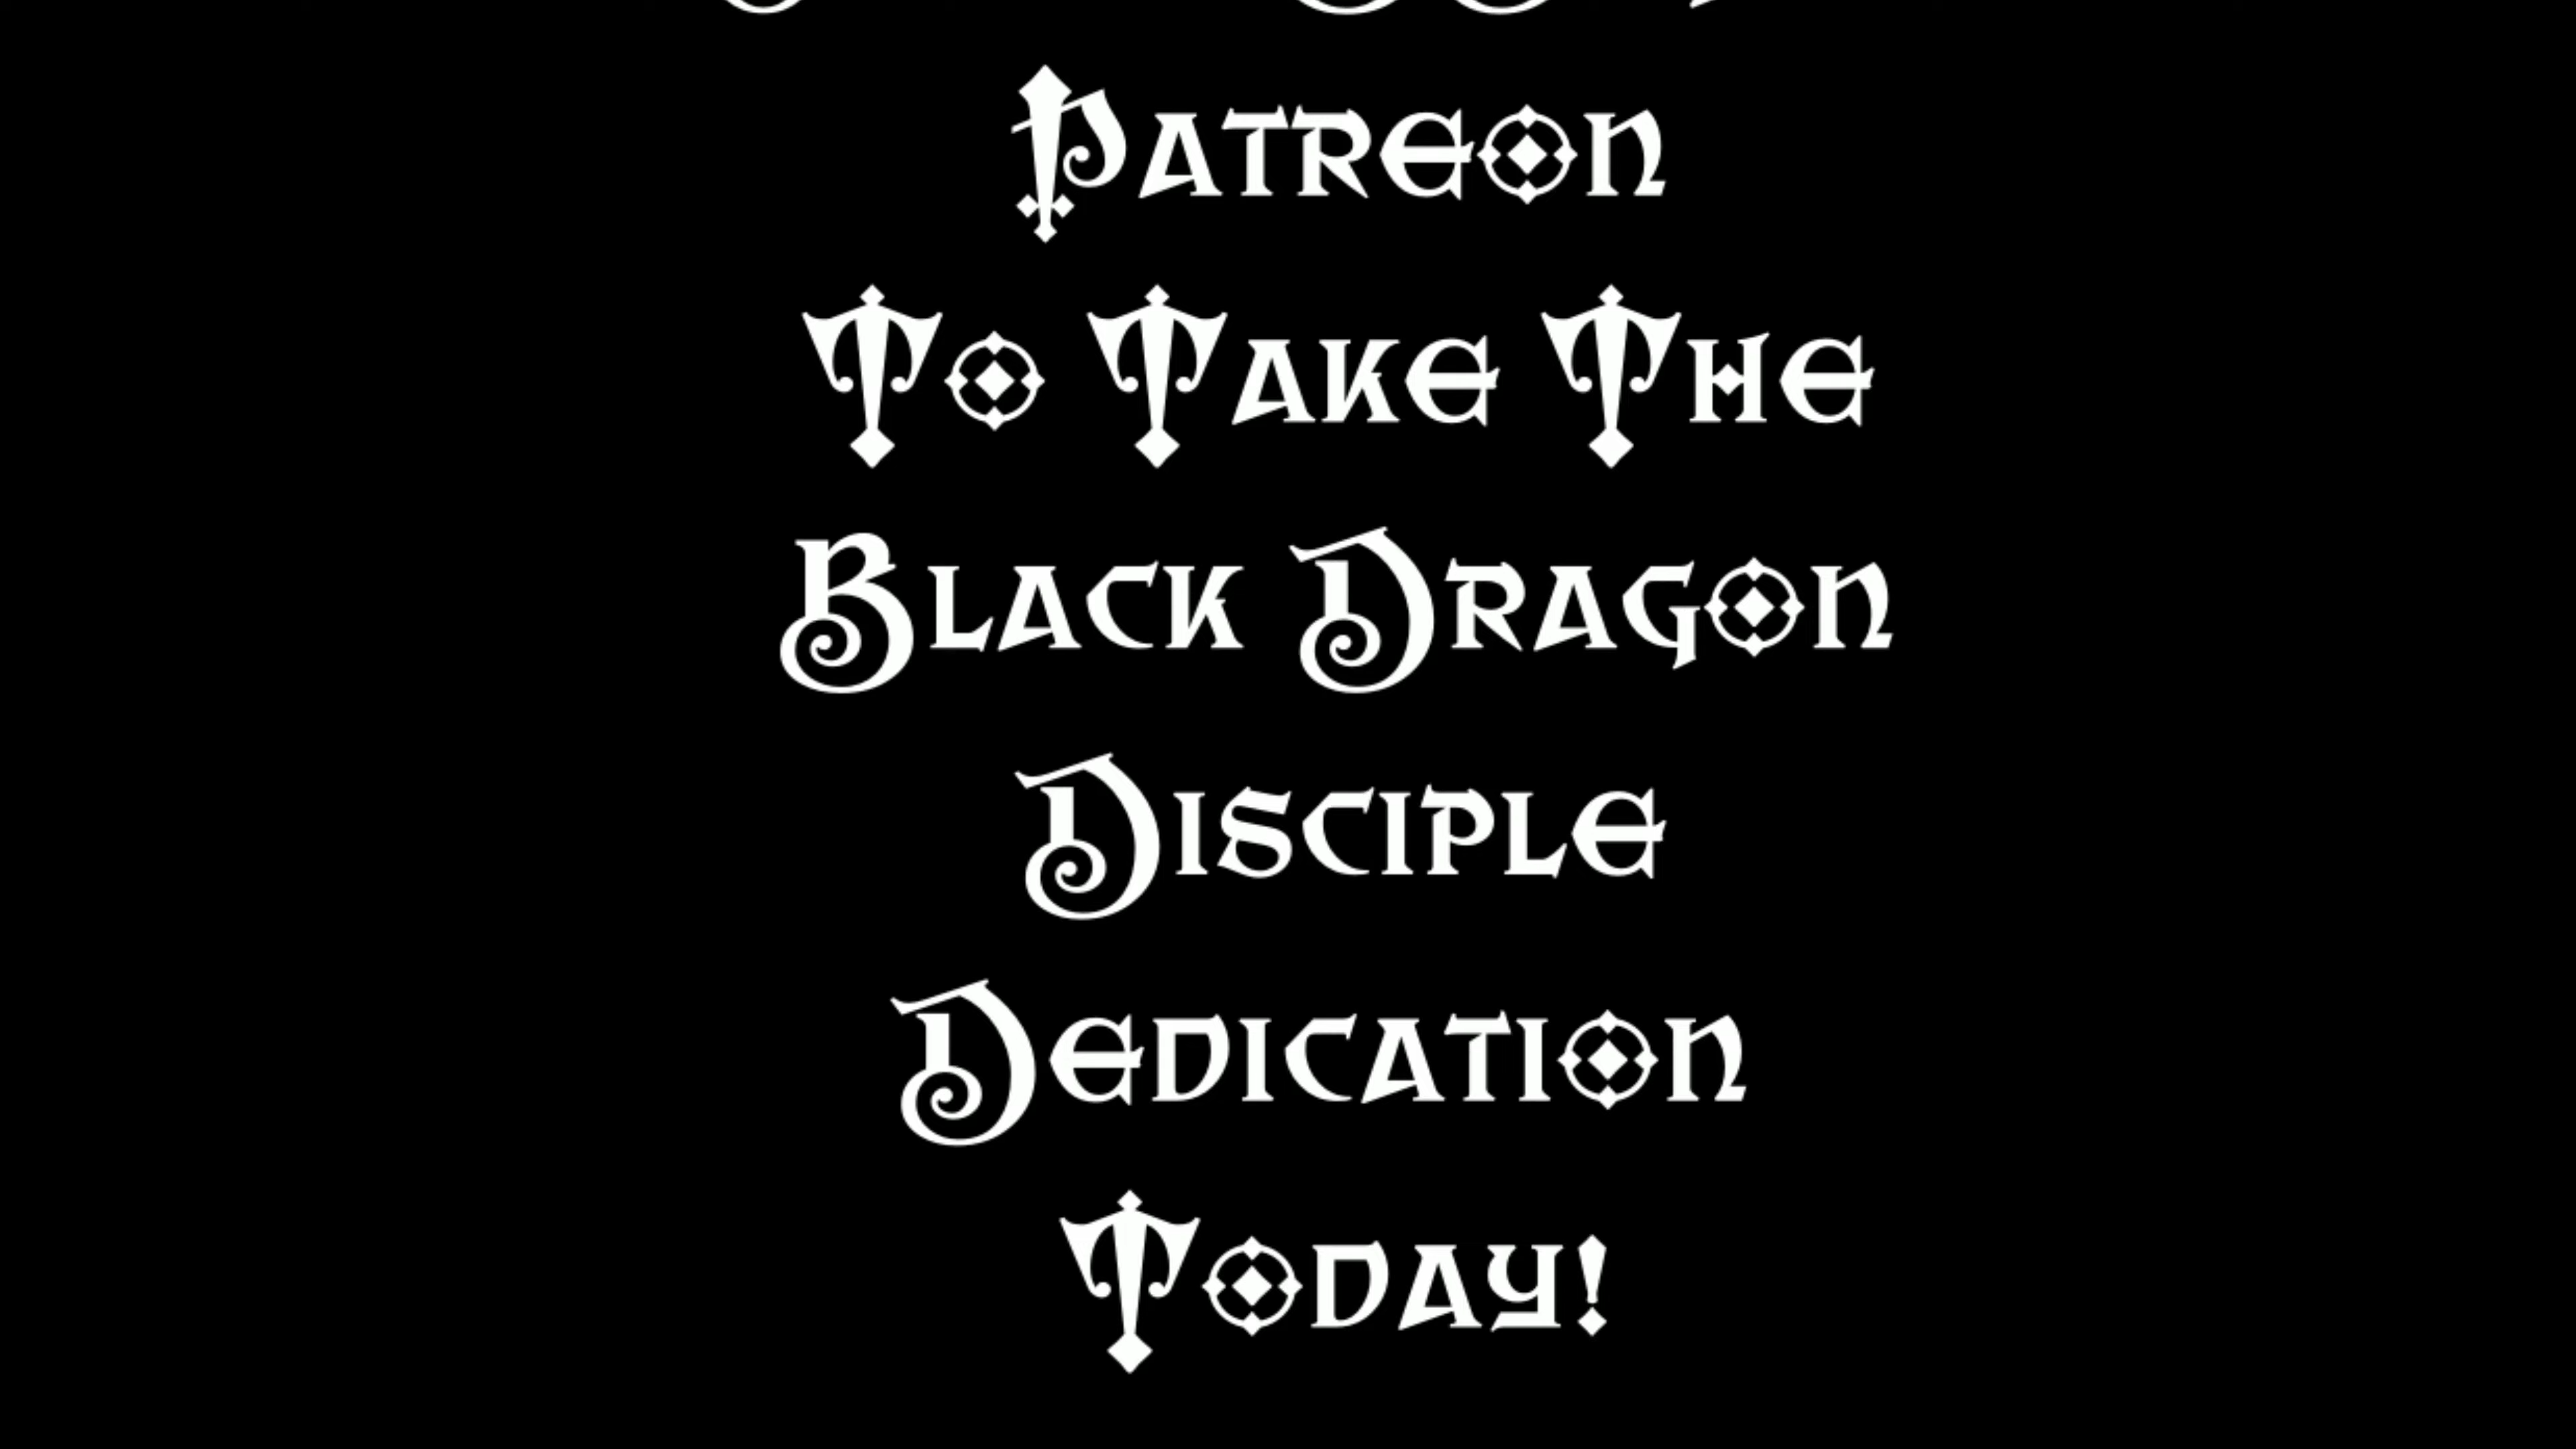 Patreon
To Take The
Black Dragon
Disciple
Dedication
Today!